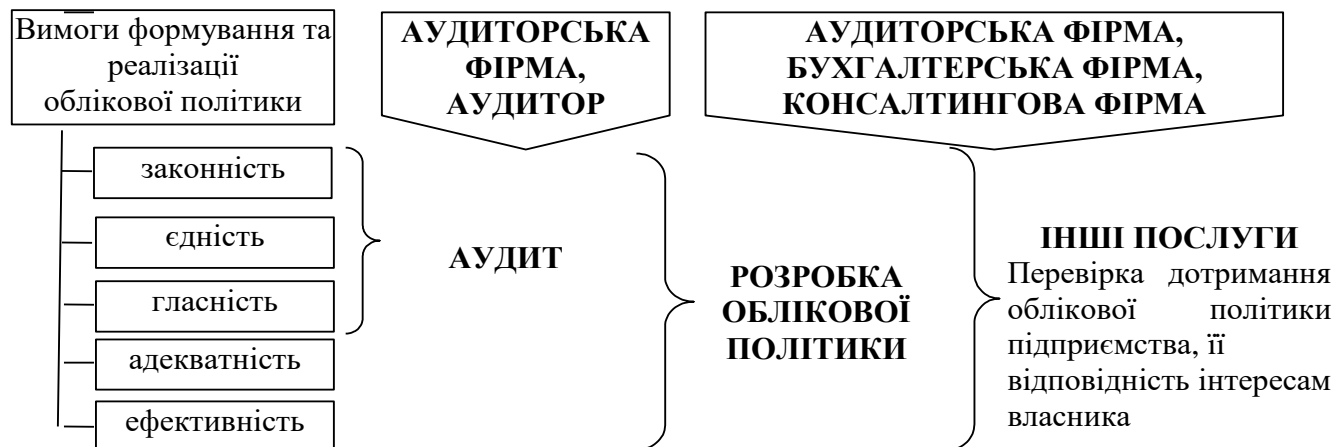 Вимоги формування та
реалізації
облікової політики
АУДИТОРСЬКА
ФІРМА,
АУДИТОР
АУДИТОРСЬКА ФІРМА,
БУХГАЛТЕРСЬКА ФІРМА,
КОНСАЛТИНГОВА ФІРМА
законність
єдність
гласність
адекватність
ефективність
АУДИТ
РОЗРОБКА
ОБЛІКОВОЇ
ПОЛІТИКИ
ІНШІ ПОСЛУГИ
Перевірка дотримання
облікової політики
підприємства, її
відповідність інтересам
власника